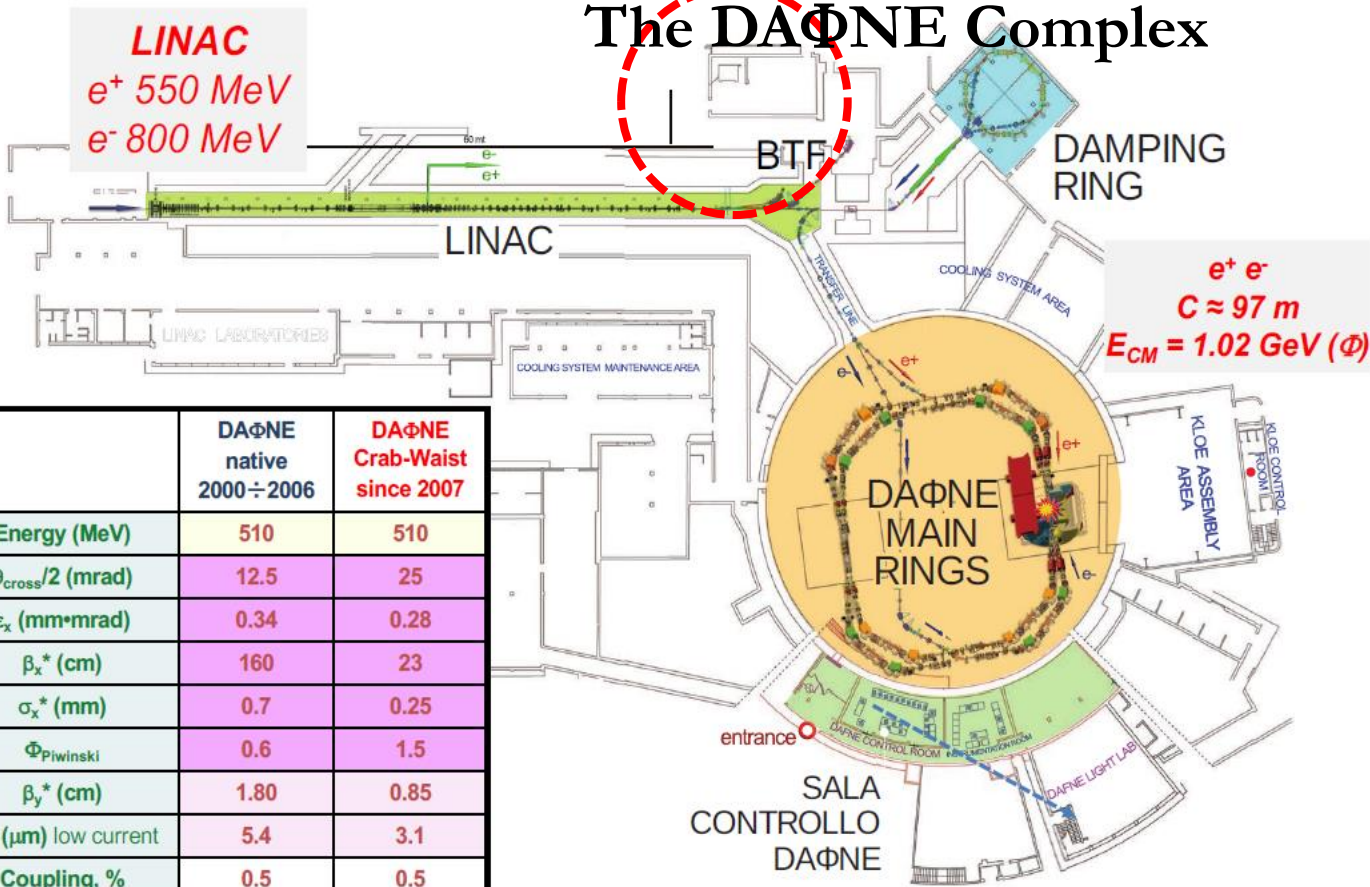 The DAΦNE Complex
LINAC
e+ 550 MeV
e- 800 MeV
60 mt
e-
e+
BTF
DAMPING
RING
LINAC
TRANSFER LINE
COOLING SYSTEM AREA
e+ e-
C ≈ 97 m
E_CM = 1.02 GeV (Φ)
LINAC LABORATORIES
COOLING SYSTEM MAINTENANCE AREA
e-
e+
e+
KLOE ASSEMBLY
AREA
KLOE CONTROL
ROOM
DAΦNE
MAIN
RINGS
e-
DAΦNE
native
2000÷2006
DAΦNE
Crab-Waist
since 2007
Energy (MeV) 510 510
θcross/2 (mrad) 12.5 25
εx (mm•mrad) 0.34 0.28
βx* (cm) 160 23
σx* (mm) 0.7 0.25
ΦPiwinski 0.6 1.5
βy* (cm) 1.80 0.85
(μm) low current 5.4 3.1
Coupling, % 0.5 0.5
entrance
DAFNE CONTROL ROOM
INSTRUMENTATION ROOM
DAFNE LIGHT LAB
SALA
CONTROLLO
DAΦNE